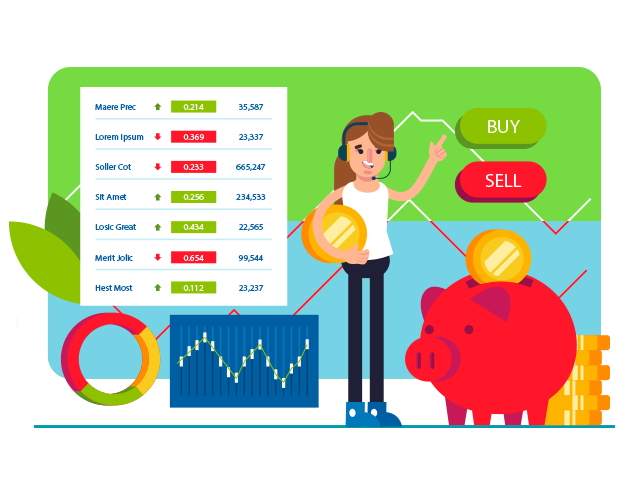 Maere Prec 0.214 35,587
Lorem Ipsum 0.369 23,337
Soller Cot 0.233 665,247
Sit Amet 0.256 234,533
Losic Great 0.434 22,565
Merit Jolic 0.654 99,544
Hest Most 0.112 23,237
BUY
SELL